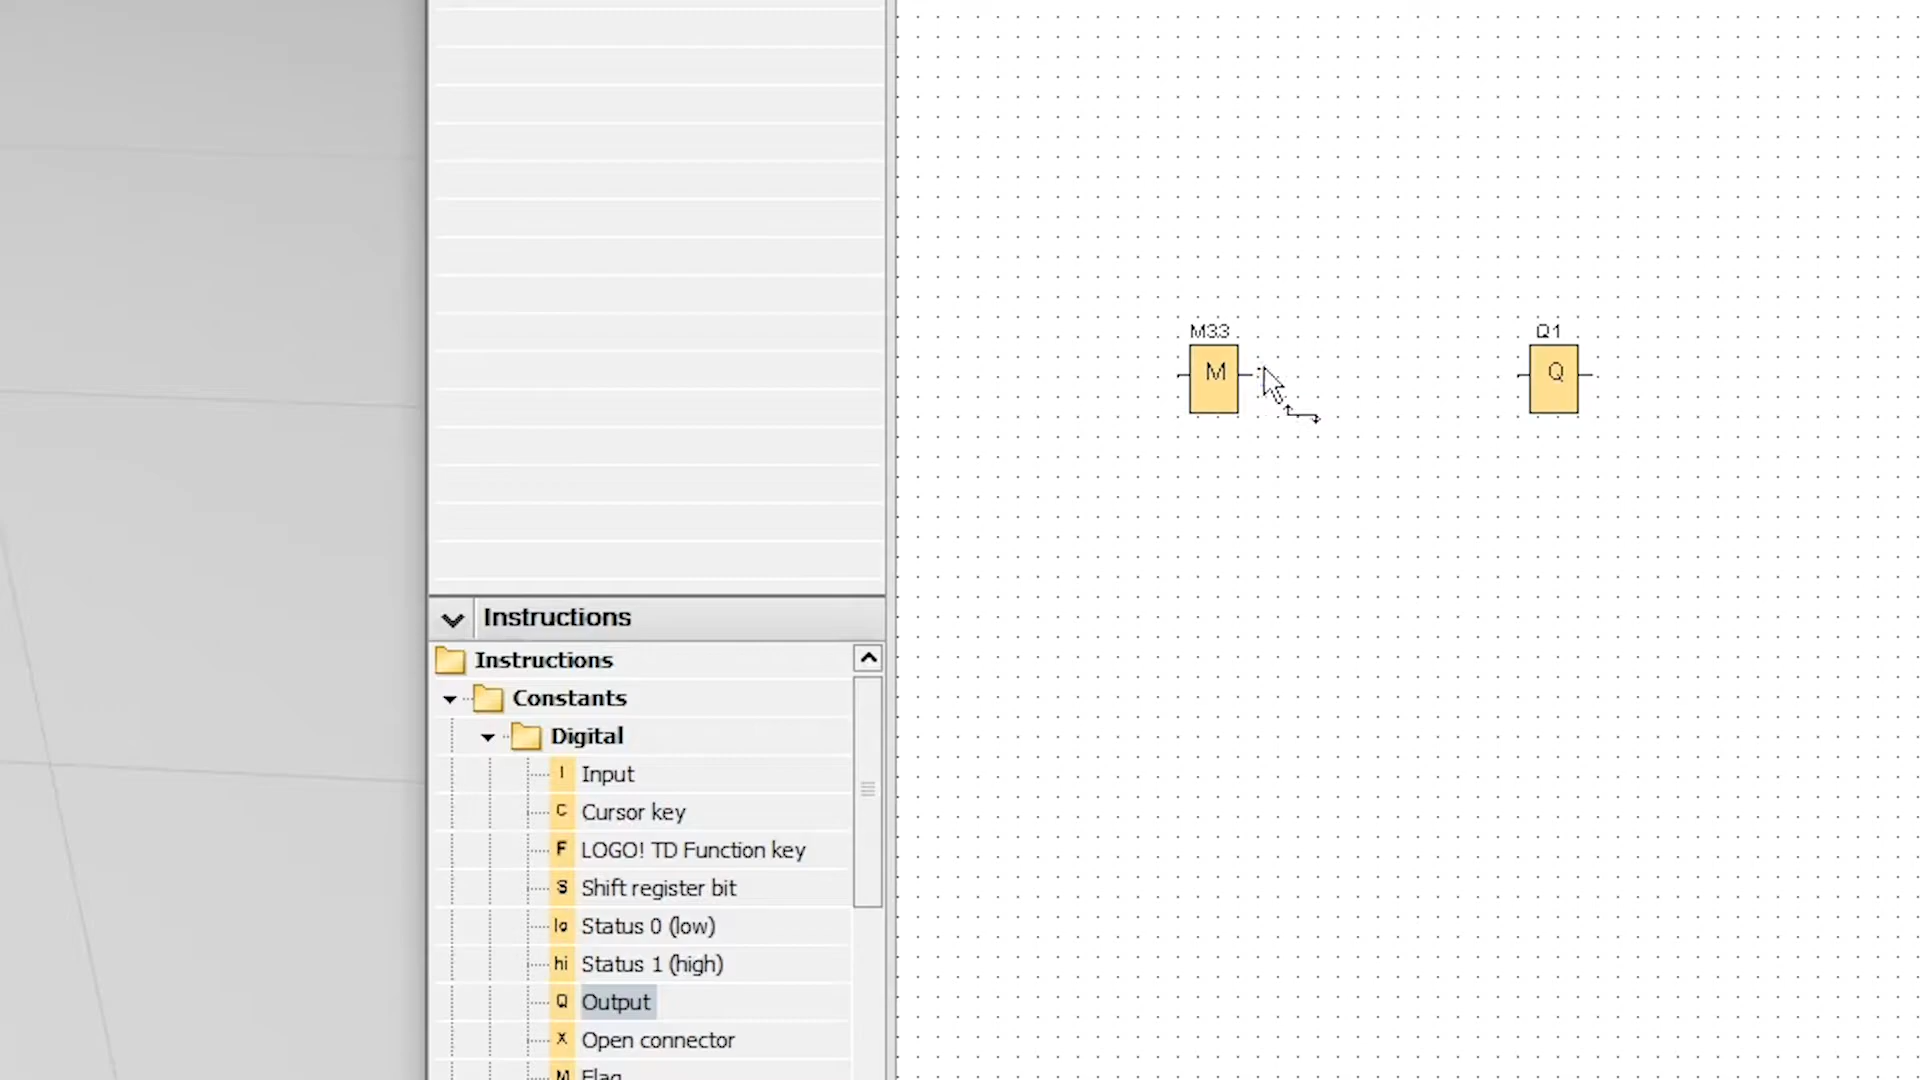 M33
M
Q1
Q
Instructions
Instructions
Constants
Digital
I Input
C Cursor key
F LOGO! TD Function key
S Shift register bit
lo Status 0 (low)
hi Status 1 (high)
Q Output
X Open connector
M Flag